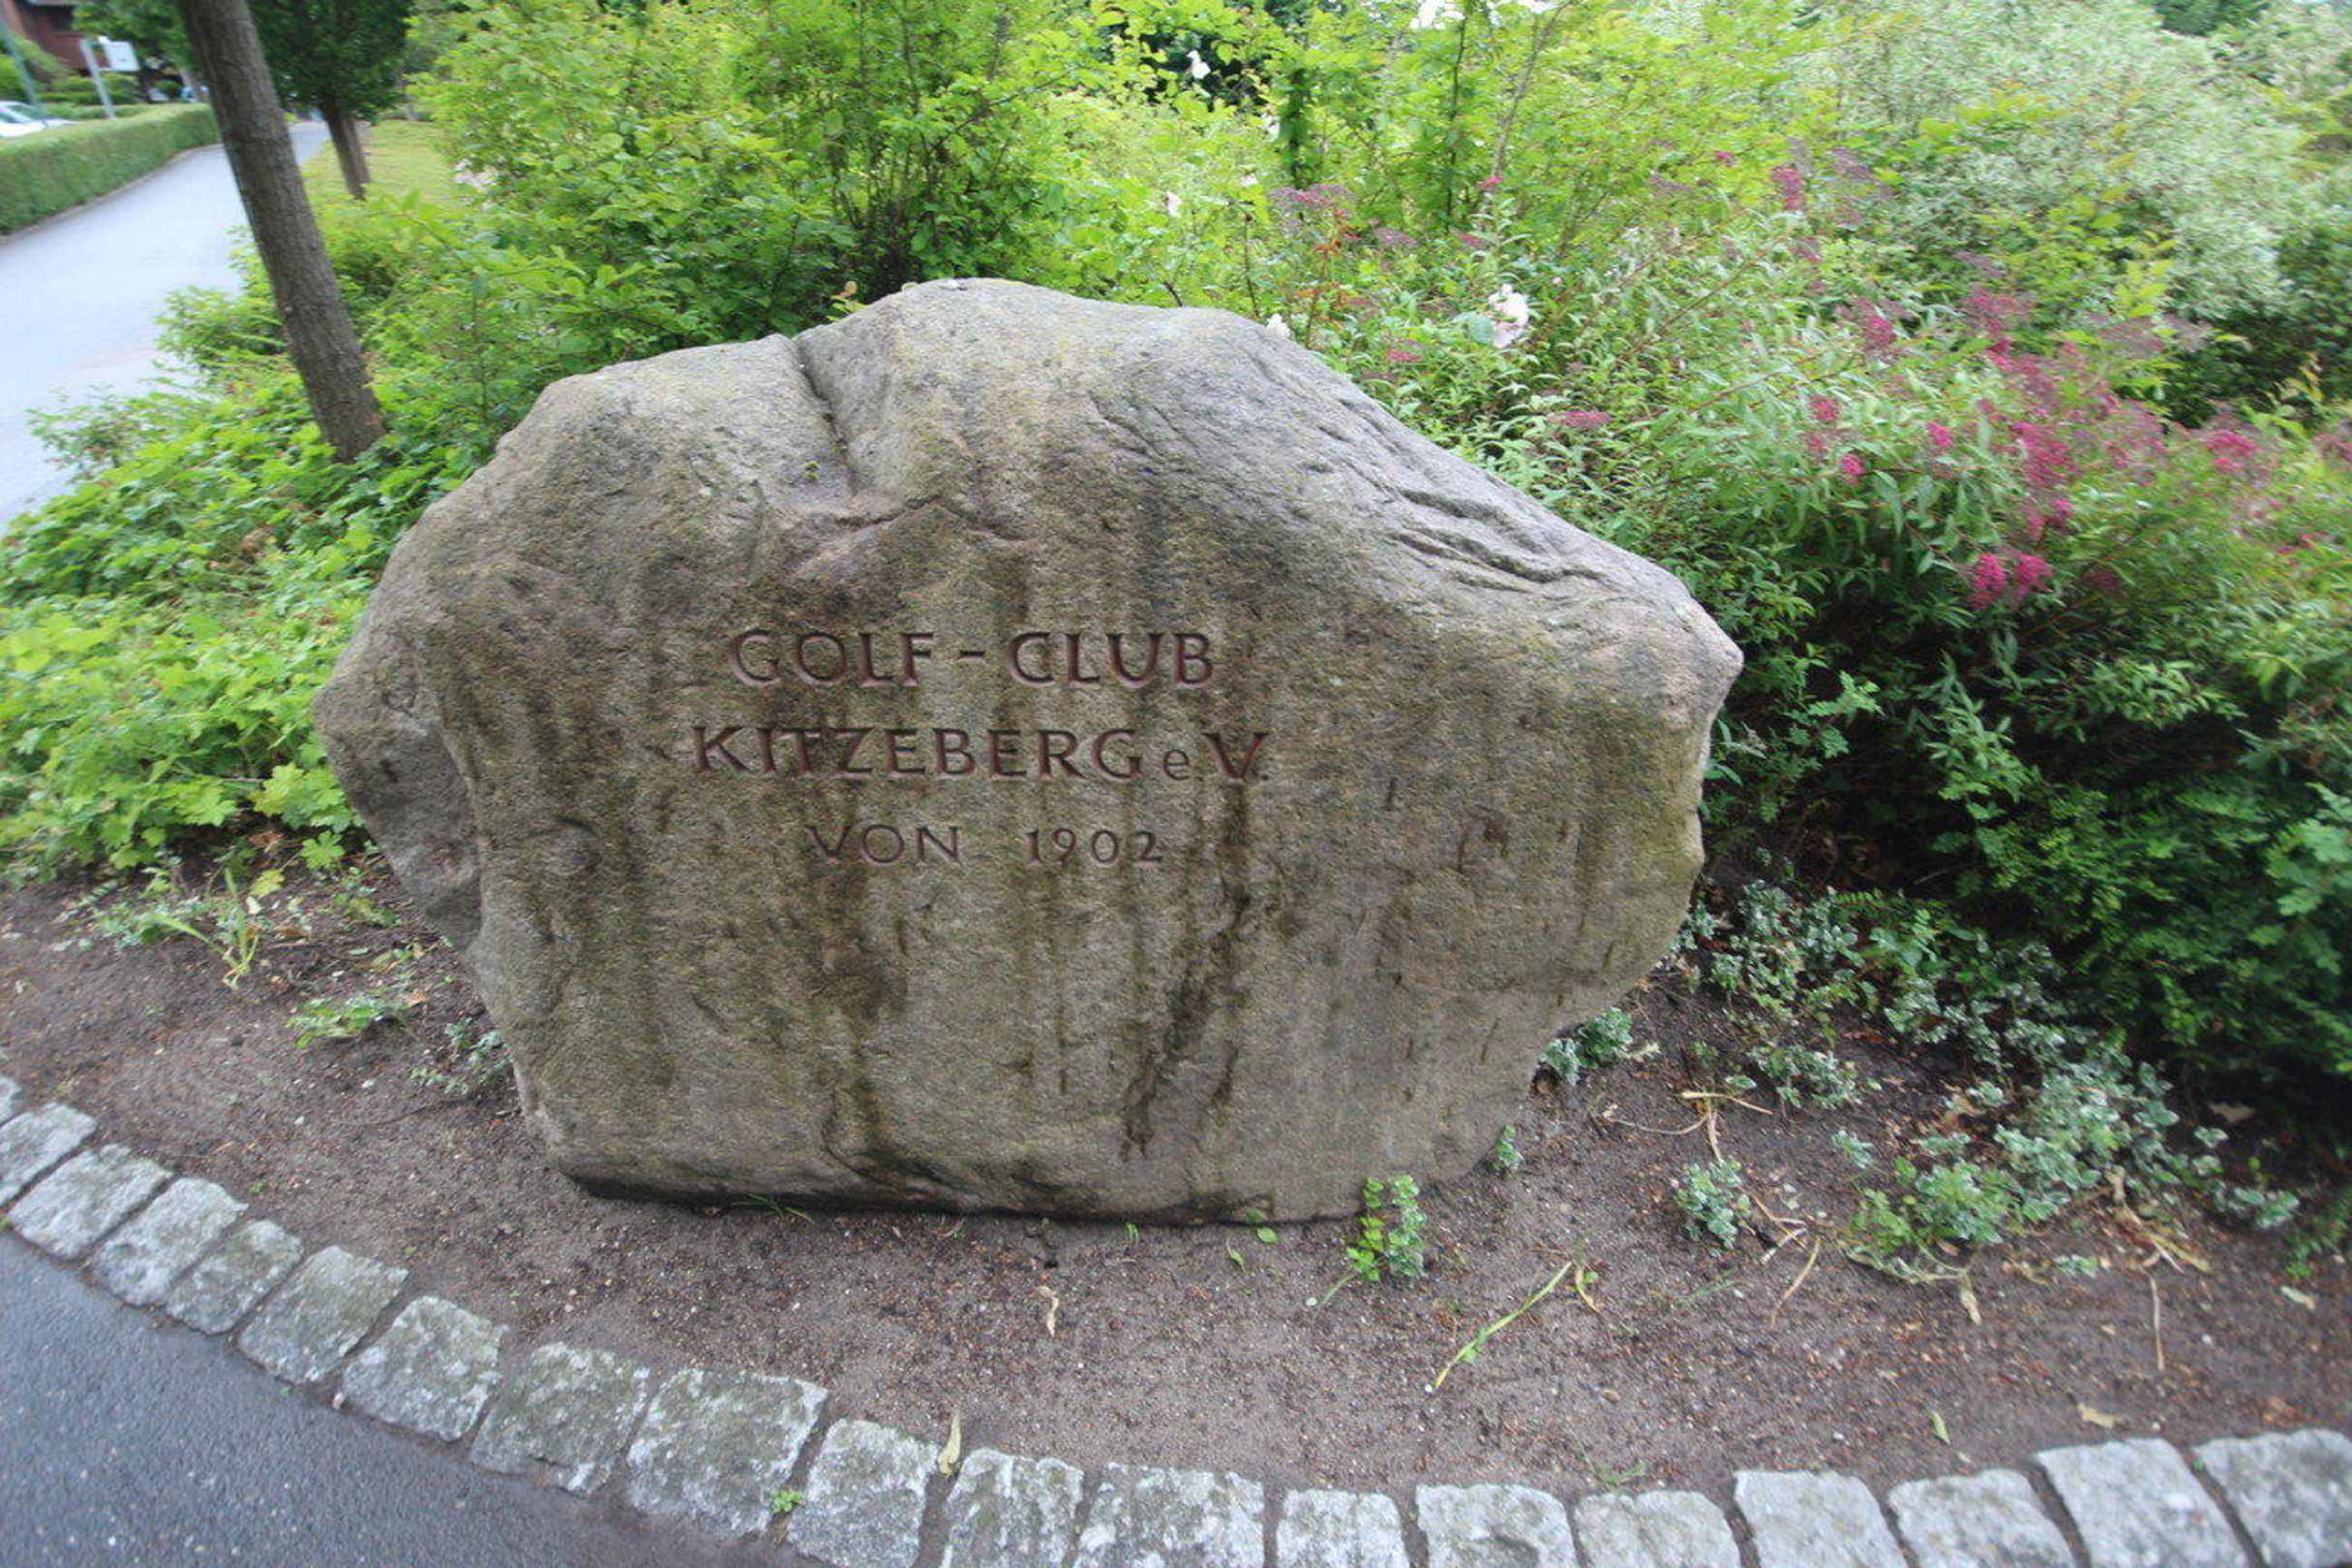 GOLF - CLUB
KITZEBERG e V.
VON 1902